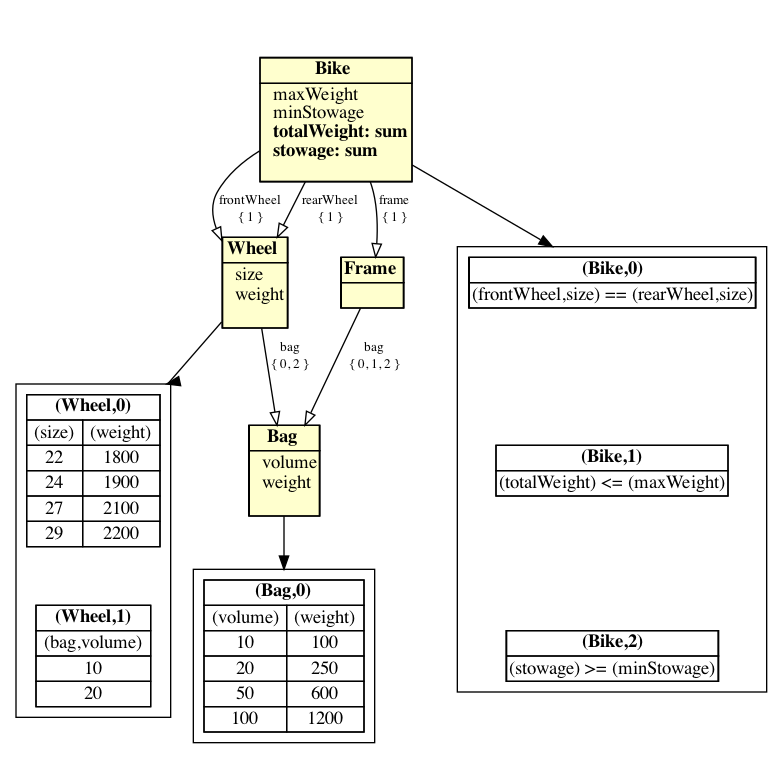 Bike
maxWeight
minStowage
totalWeight: sum
stowage: sum
frontWheel
{ 1 }
rearWheel
{ 1 }
frame
{ 1 }
Wheel
size
weight
Frame
(Bike,0)
(frontWheel,size) == (rearWheel,size)
bag
{ 0, 2 }
bag
{ 0, 1, 2 }
(Wheel,0)
(size) (weight)
22 1800
24 1900
27 2100
29 2200
Bag
volume
weight
(Bike,1)
(totalWeight) <= (maxWeight)
(Wheel,1)
(bag,volume)
10
20
(Bag,0)
(volume) (weight)
10 100
20 250
50 600
100 1200
(Bike,2)
(stowage) >= (minStowage)